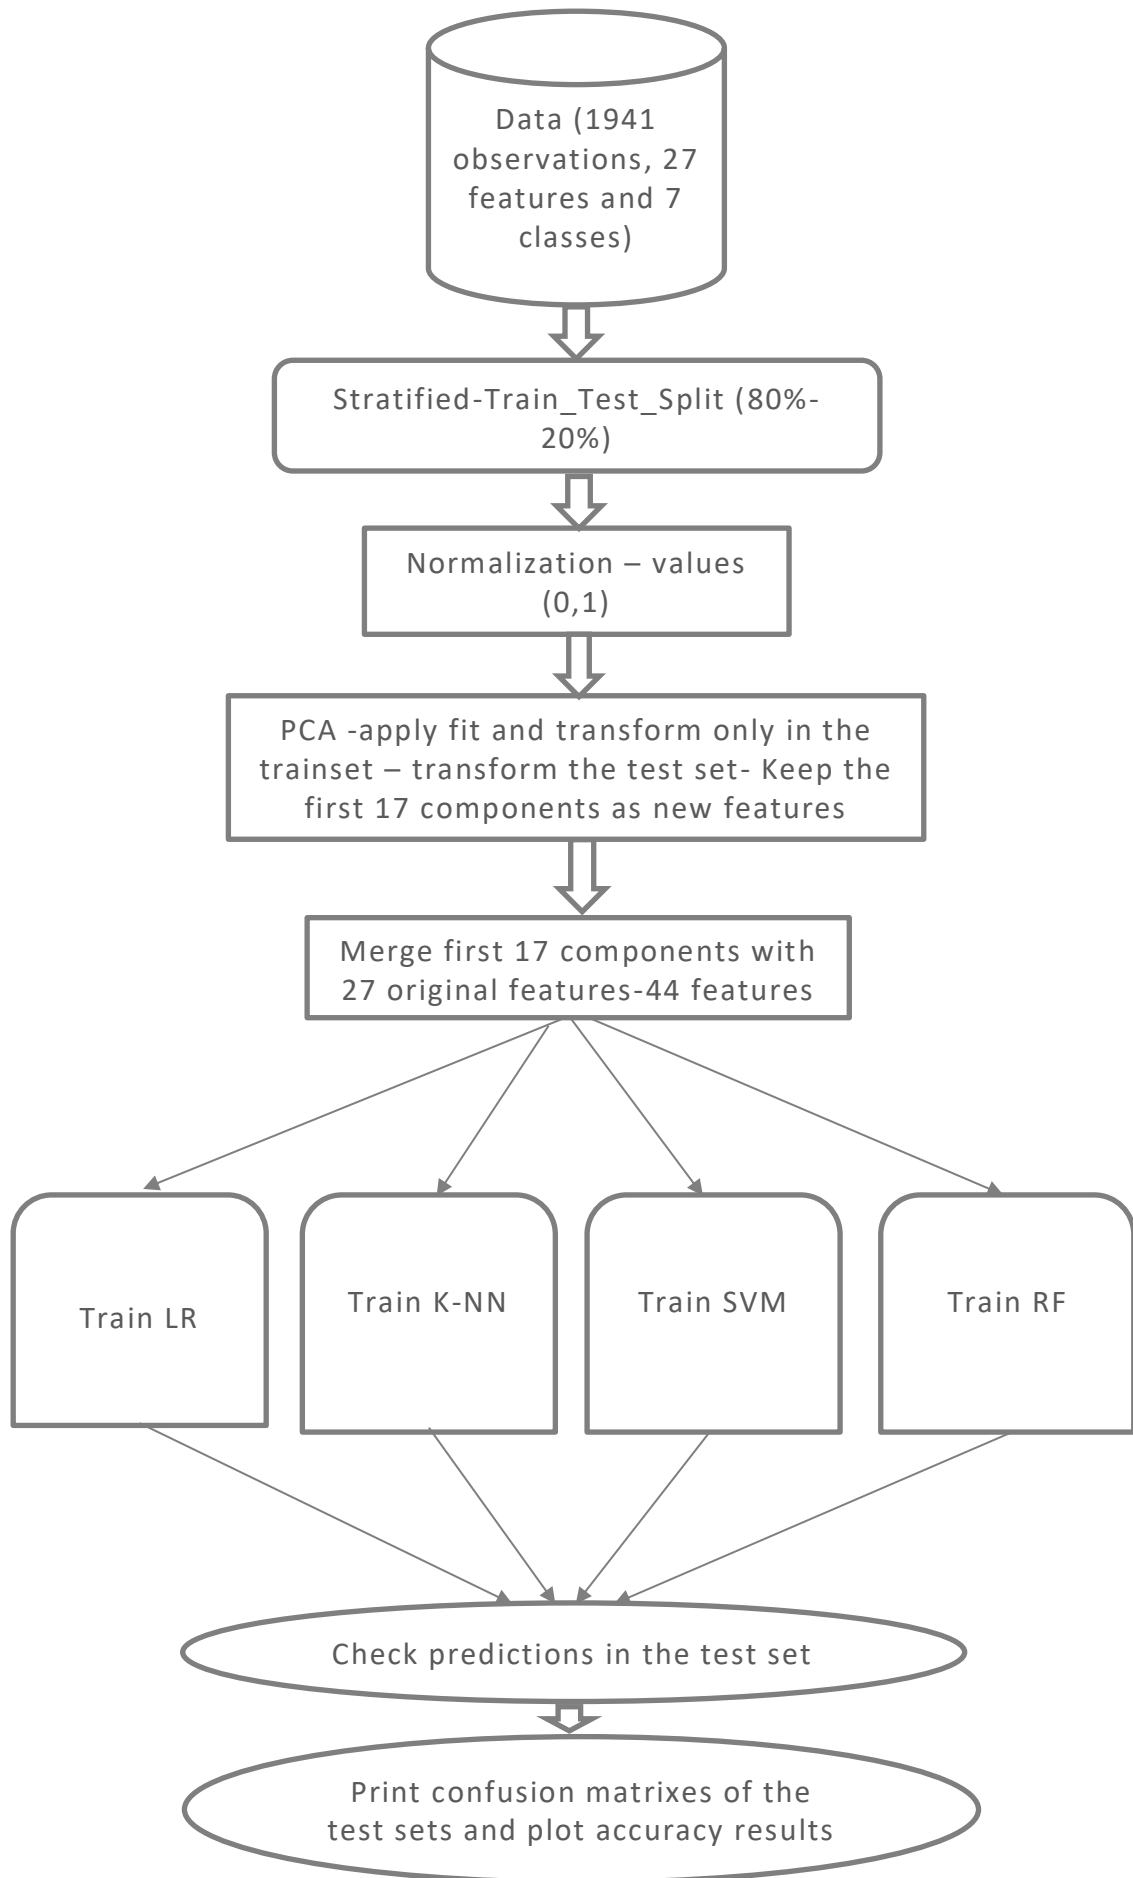 Data (1941
observations, 27
features and 7
classes)
Stratified-Train_Test_Split (80%-
20%)
Normalization – values
(0,1)
PCA -apply fit and transform only in the
trainset – transform the test set- Keep the
first 17 components as new features
Merge first 17 components with
27 original features-44 features
Train LR
Train K-NN
Train SVM
Train RF
Check predictions in the test set
Print confusion matrixes of the
test sets and plot accuracy results